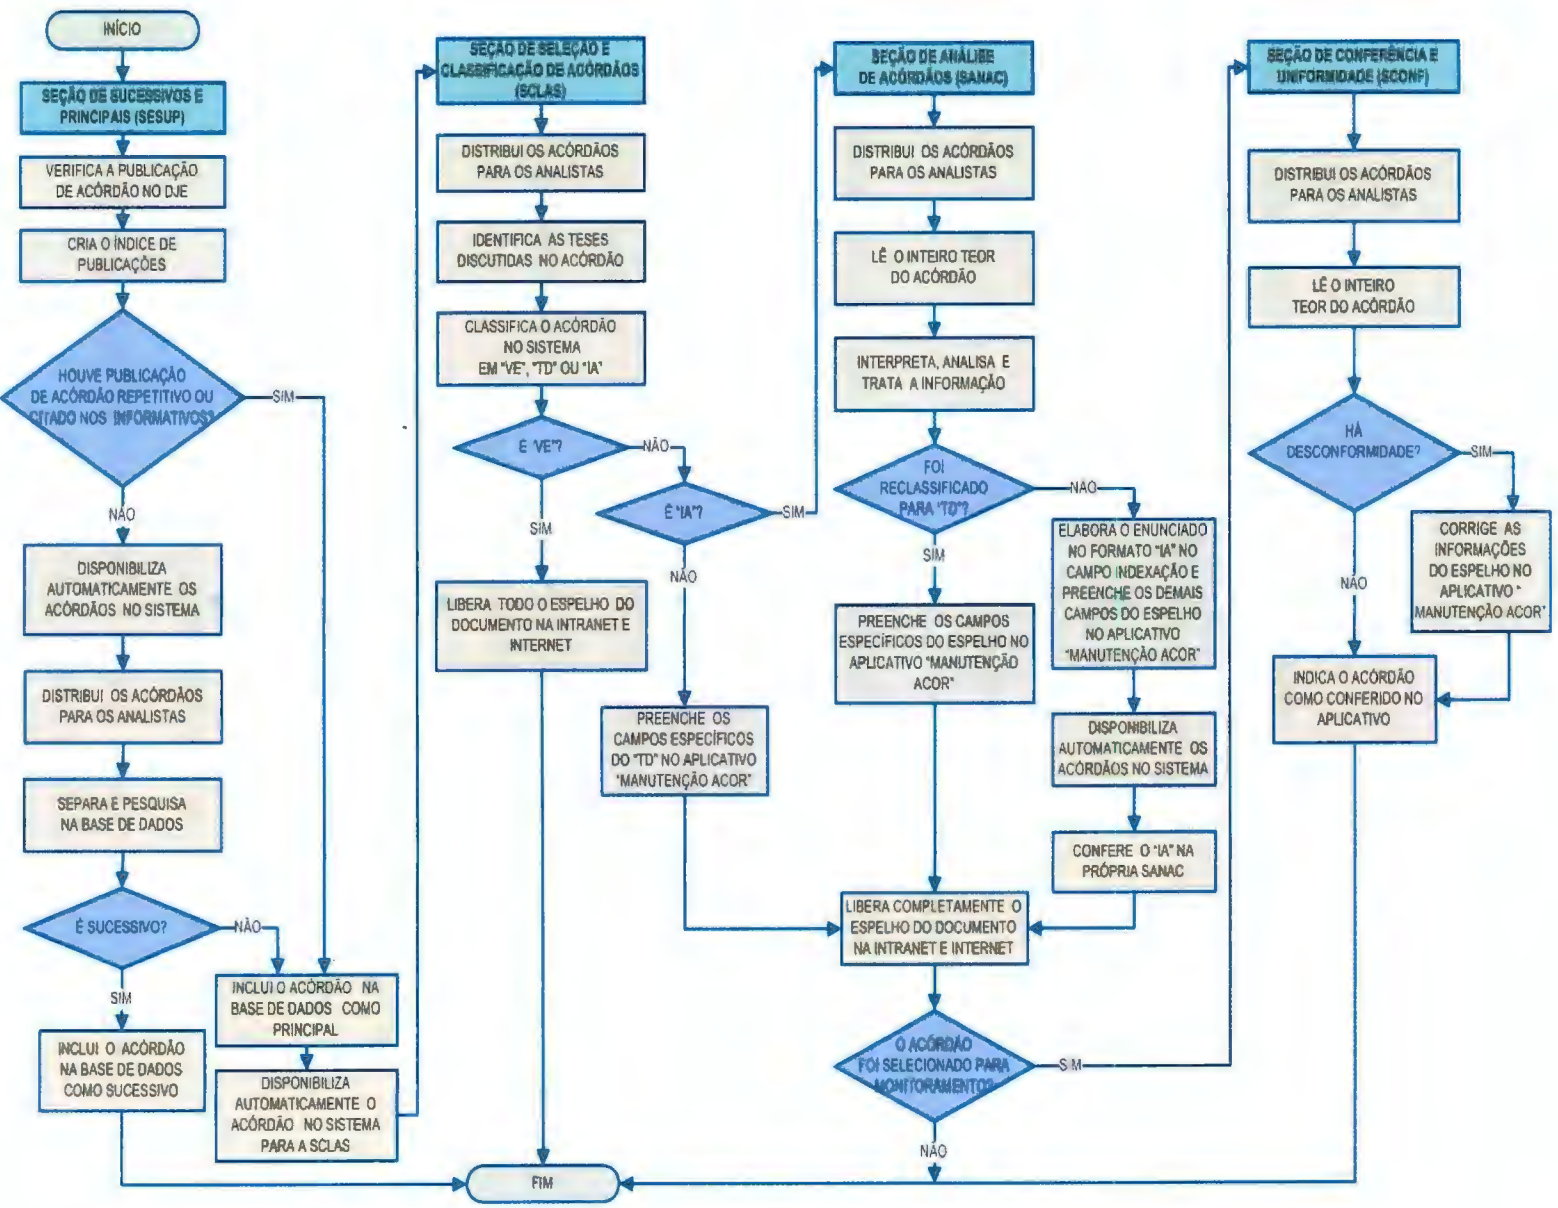 INÍCIO
SEÇÃO DE SUCESSIVOS E
PRINCIPAIS (SESUP)
VERIFICA A PUBLICAÇÃO
DE ACÓRDÃO NO DJE
CRIA O ÍNDICE DE
PUBLICAÇÕES
HOUVE PUBLICAÇÃO
DE ACÓRDÃO REPETITIVO OU
CITADO NOS INFORMATIVOS?
SIM
NÃO
DISPONIBILIZA
AUTOMATICAMENTE OS
ACÓRDÃOS NO SISTEMA
DISTRIBUI OS ACÓRDÃOS
PARA OS ANALISTAS
SEPARA E PESQUISA
NA BASE DE DADOS
É SUCESSIVO?
NÃO
SIM
INCLUI O ACÓRDÃO
NA BASE DE DADOS
COMO SUCESSIVO
INCLUI O ACÓRDÃO NA
BASE DE DADOS COMO
PRINCIPAL
DISPONIBILIZA
AUTOMATICAMENTE O
ACÓRDÃO NO SISTEMA
PARA A SCLAS
SEÇÃO DE SELEÇÃO E
CLASSIFICAÇÃO DE ACÓRDÃOS
(SCLAS)
DISTRIBUI OS ACÓRDÃOS
PARA OS ANALISTAS
IDENTIFICA AS TESES
DISCUTIDAS NO ACÓRDÃO
CLASSIFICA O ACÓRDÃO
NO SISTEMA
EM "VE", "TD" OU "IA"
É "VE"?
NÃO
SIM
É "IA"?
SIM
NÃO
LIBERA TODO O ESPELHO DO
DOCUMENTO NA INTRANET E
INTERNET
PREENCHE OS
CAMPOS ESPECÍFICOS
DO "TD" NO APLICATIVO
"MANUTENÇÃO ACOR"
FIM
SEÇÃO DE ANÁLISE
DE ACÓRDÃOS (SANAC)
DISTRIBUI OS ACÓRDÃOS
PARA OS ANALISTAS
LÊ O INTEIRO TEOR
DO ACÓRDÃO
INTERPRETA, ANALISA E
TRATA A INFORMAÇÃO
FOI
RECLASSIFICADO
PARA "TD"?
NÃO
SIM
PREENCHE OS CAMPOS
ESPECÍFICOS DO ESPELHO NO
APLICATIVO "MANUTENÇÃO
ACOR"
ELABORA O ENUNCIADO
NO FORMATO "IA" NO
CAMPO INDEXAÇÃO E
PREENCHE OS DEMAIS
CAMPOS DO ESPELHO
NO APLICATIVO
"MANUTENÇÃO ACOR"
DISPONIBILIZA
AUTOMATICAMENTE OS
ACÓRDÃOS NO SISTEMA
CONFERE O "IA" NA
PRÓPRIA SANAC
LIBERA COMPLETAMENTE O
ESPELHO DO DOCUMENTO
NA INTRANET E INTERNET
O ACÓRDÃO
FOI SELECIONADO PARA
MONITORAMENTO?
SIM
NÃO
SEÇÃO DE CONFERÊNCIA E
UNIFORMIDADE (SCONF)
DISTRIBUI OS ACÓRDÃOS
PARA OS ANALISTAS
LÊ O INTEIRO
TEOR DO ACÓRDÃO
HÁ
DESCONFORMIDADE?
SIM
NÃO
CORRIGE AS
INFORMAÇÕES
DO ESPELHO NO
APLICATIVO "
MANUTENÇÃO ACOR"
INDICA O ACÓRDÃO
COMO CONFERIDO NO
APLICATIVO